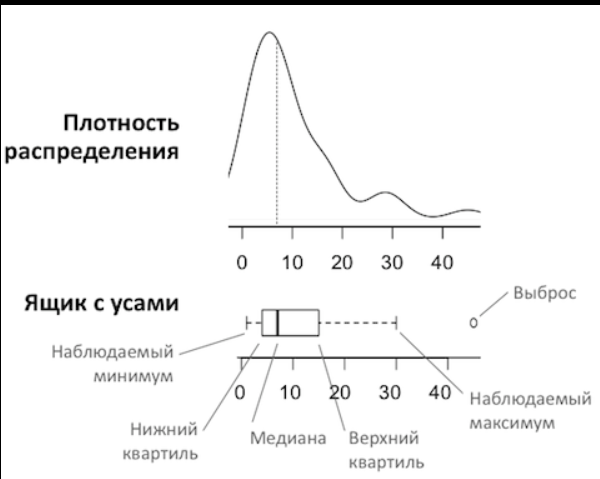 Плотность
распределения
0 10 20 30 40
Ящик с усами
Выброс
Наблюдаемый
минимум
0 10 20 30 40
Наблюдаемый
максимум
Нижний
квартиль
Медиана
Верхний
квартиль